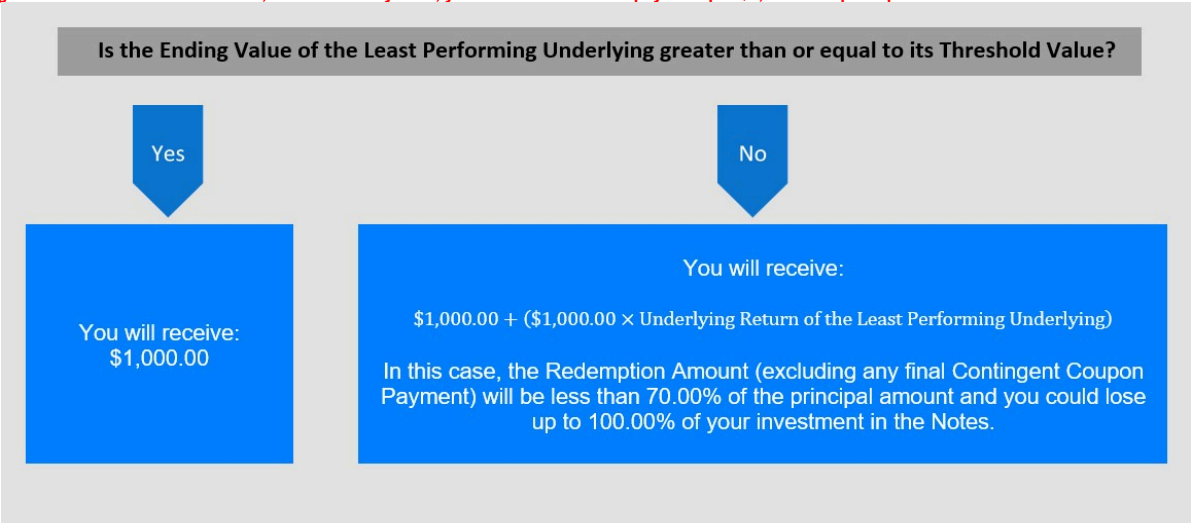 Is the Ending Value of the Least Performing Underlying greater than or equal to its Threshold Value?
Yes
No
You will receive:
$1,000.00
You will receive:
$1,000.00 + ($1,000.00 × Underlying Return of the Least Performing Underlying)
In this case, the Redemption Amount (excluding any final Contingent Coupon
Payment) will be less than 70.00% of the principal amount and you could lose
up to 100.00% of your investment in the Notes.